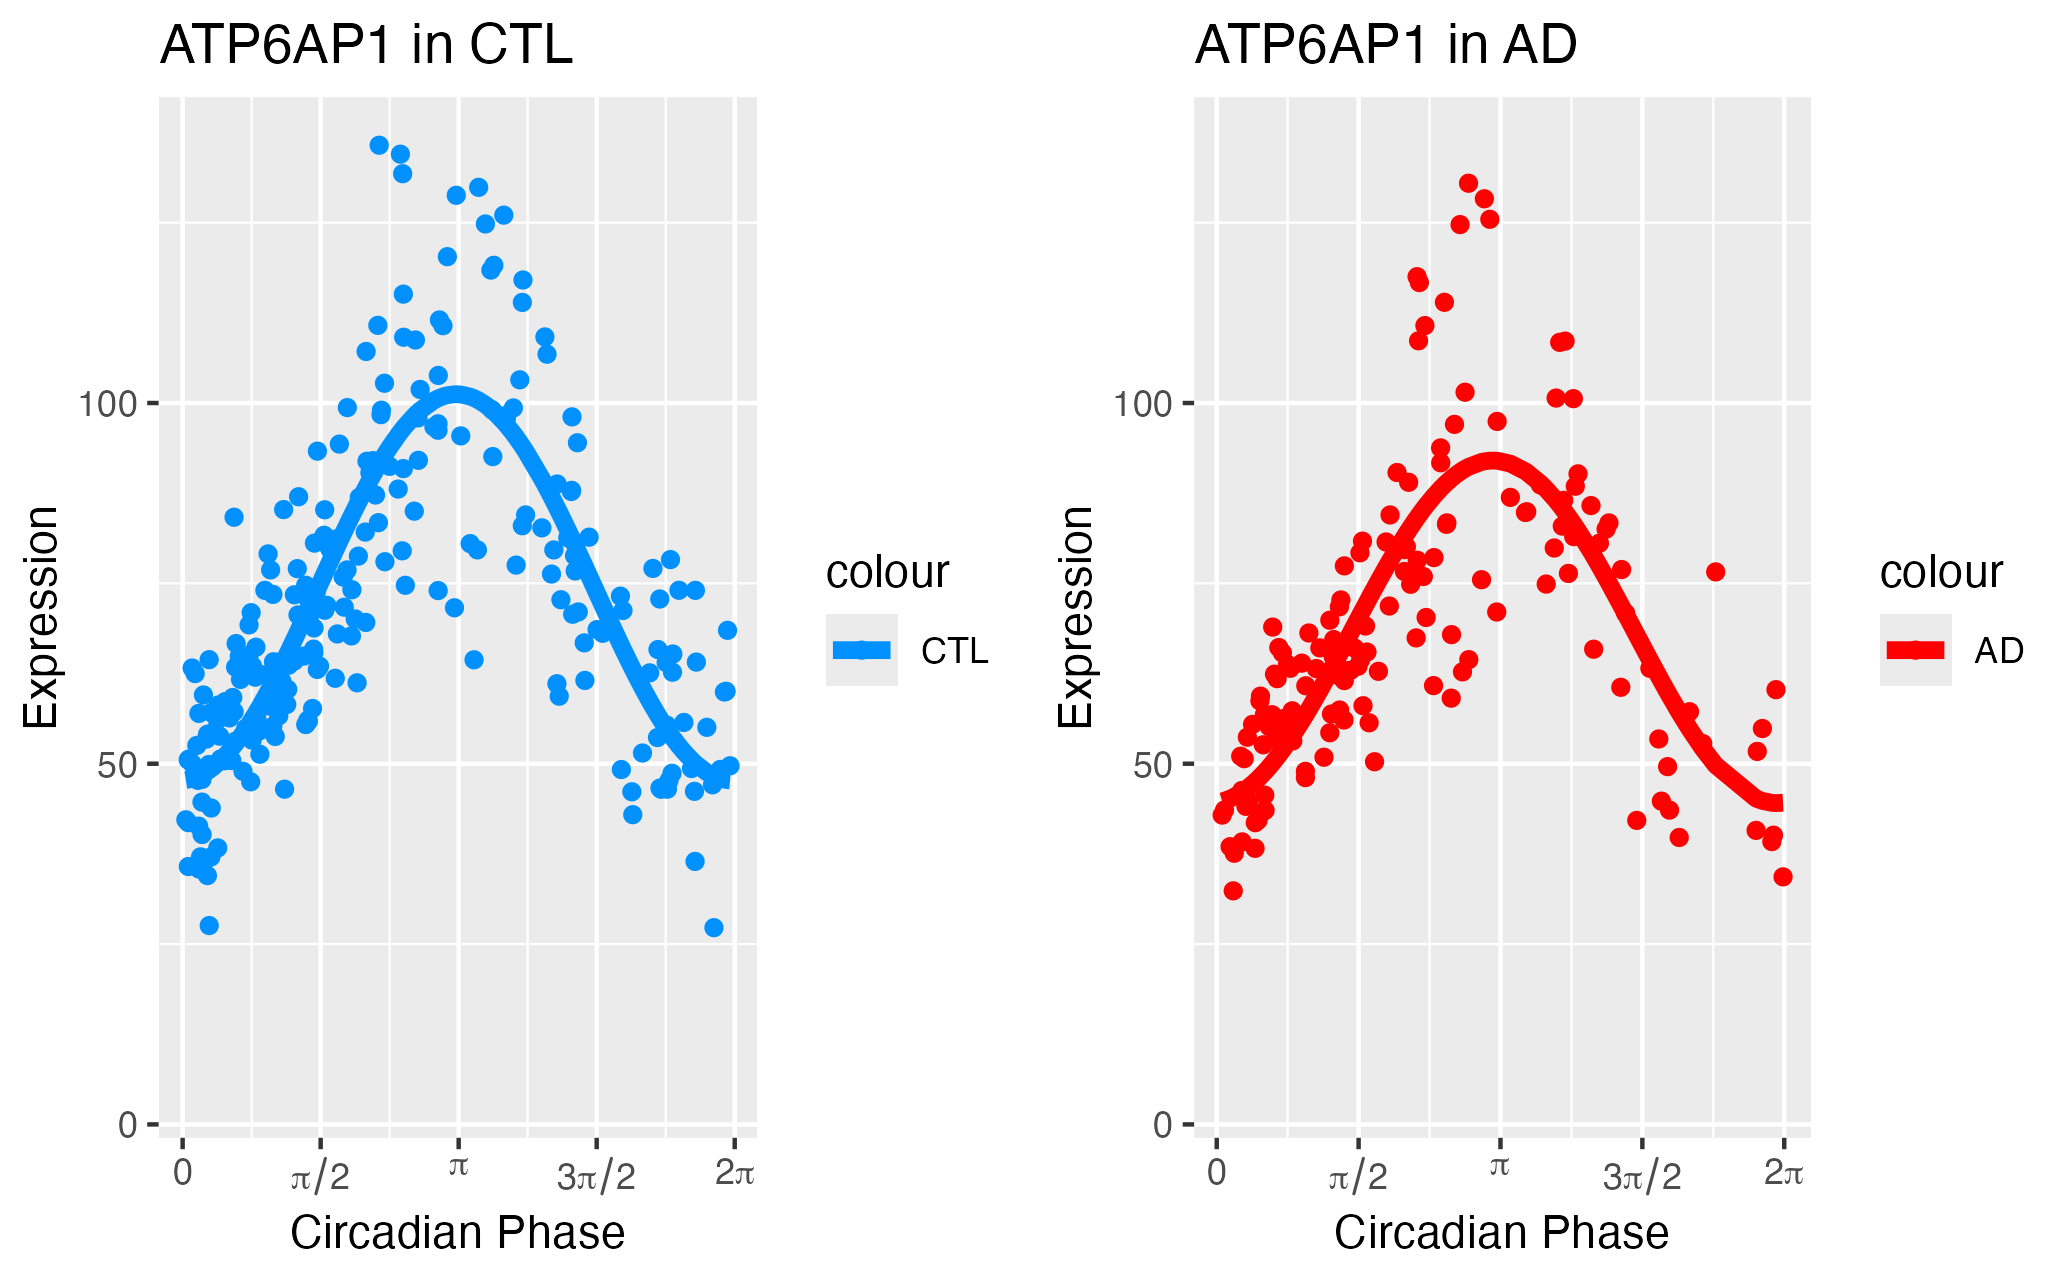 ATP6AP1 in CTL
Expression
100
50
0
0
π/2
π
3π/2
2π
Circadian Phase
colour
CTL
ATP6AP1 in AD
Expression
100
50
0
0
π/2
π
3π/2
2π
Circadian Phase
colour
AD